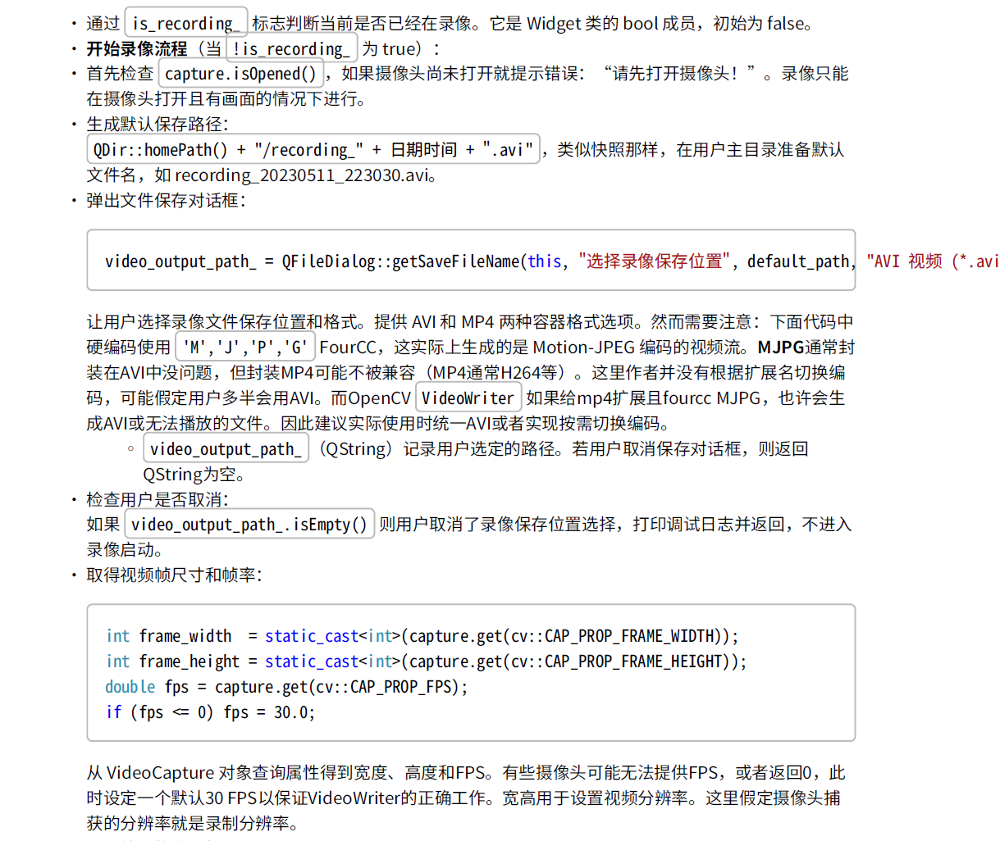 • 通过 is_recording_ 标志判断当前是否已经在录像。它是 Widget 类的 bool 成员，初始为 false。
• 开始录像流程（当 !is_recording_ 为 true）：
• 首先检查 capture.isOpened()，如果摄像头尚未打开就提示错误：“请先打开摄像头！”。录像只能
在摄像头打开且有画面的情况下进行。
• 生成默认保存路径：
QDir::homePath() + "/recording_" + 日期时间 + ".avi"，类似快照那样，在用户主目录准备默认
文件名，如 recording_20230511_223030.avi。
• 弹出文件保存对话框：
video_output_path_ = QFileDialog::getSaveFileName(this, "选择录像保存位置", default_path, "AVI 视频 (*.avi
让用户选择录像文件保存位置和格式。提供 AVI 和 MP4 两种容器格式选项。然而需要注意：下面代码中
硬编码使用 'M','J','P','G' FourCC，这实际上生成的是 Motion-JPEG 编码的视频流。MJPG通常封
装在AVI中没问题，但封装MP4可能不被兼容（MP4通常H264等）。这里作者并没有根据扩展名切换编
码，可能假定用户多半会用AVI。而OpenCV VideoWriter 如果给mp4扩展且fourcc MJPG，也许会生
成AVI或无法播放的文件。因此建议实际使用时统一AVI或者实现按需切换编码。
◦ video_output_path_（QString）记录用户选定的路径。若用户取消保存对话框，则返回
QString为空。
• 检查用户是否取消：
如果 video_output_path_.isEmpty() 则用户取消了录像保存位置选择，打印调试日志并返回，不进入
录像启动。
• 取得视频帧尺寸和帧率：
int frame_width  = static_cast<int>(capture.get(cv::CAP_PROP_FRAME_WIDTH));
int frame_height = static_cast<int>(capture.get(cv::CAP_PROP_FRAME_HEIGHT));
double fps = capture.get(cv::CAP_PROP_FPS);
if (fps <= 0) fps = 30.0;
从 VideoCapture 对象查询属性得到宽度、高度和FPS。有些摄像头可能无法提供FPS，或者返回0，此
时设定一个默认30 FPS以保证VideoWriter的正确工作。宽高用于设置视频分辨率。这里假定摄像头捕
获的分辨率就是录制分辨率。